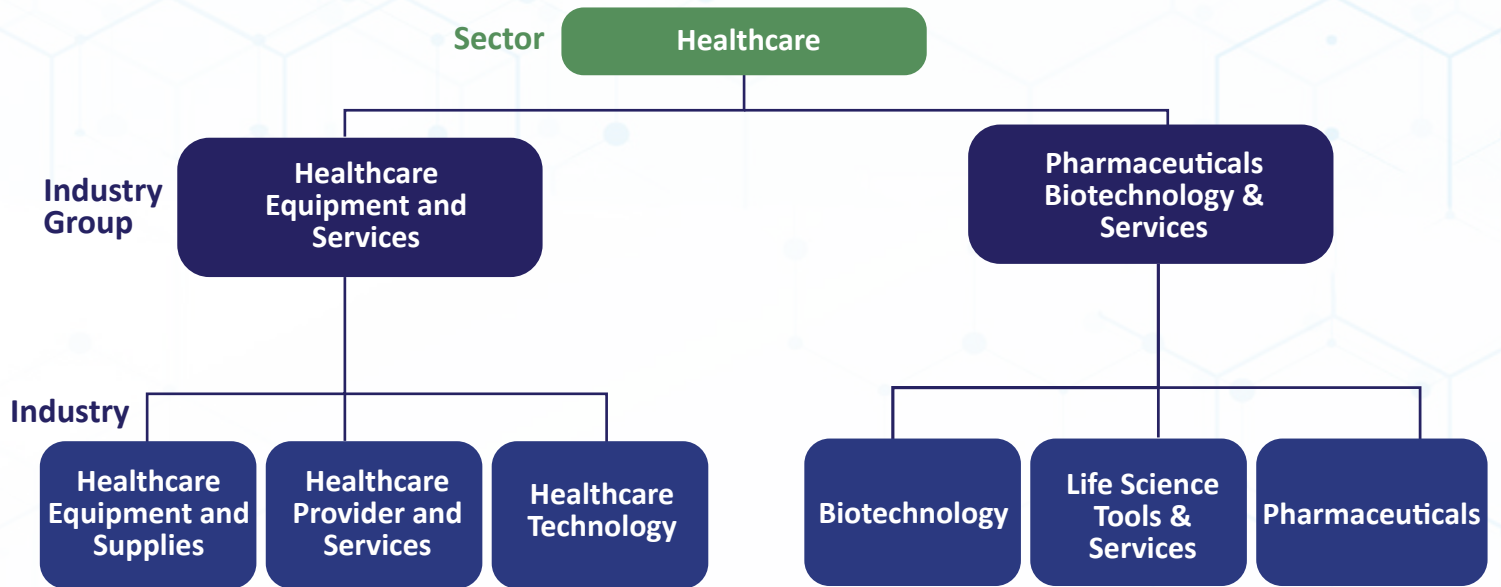 Sector
Healthcare
Industry
Group
Healthcare
Equipment and
Services
Pharmaceuticals
Biotechnology &
Services
Industry
Healthcare
Equipment and
Supplies
Healthcare
Provider and
Services
Healthcare
Technology
Biotechnology
Life Science
Tools &
Services
Pharmaceuticals